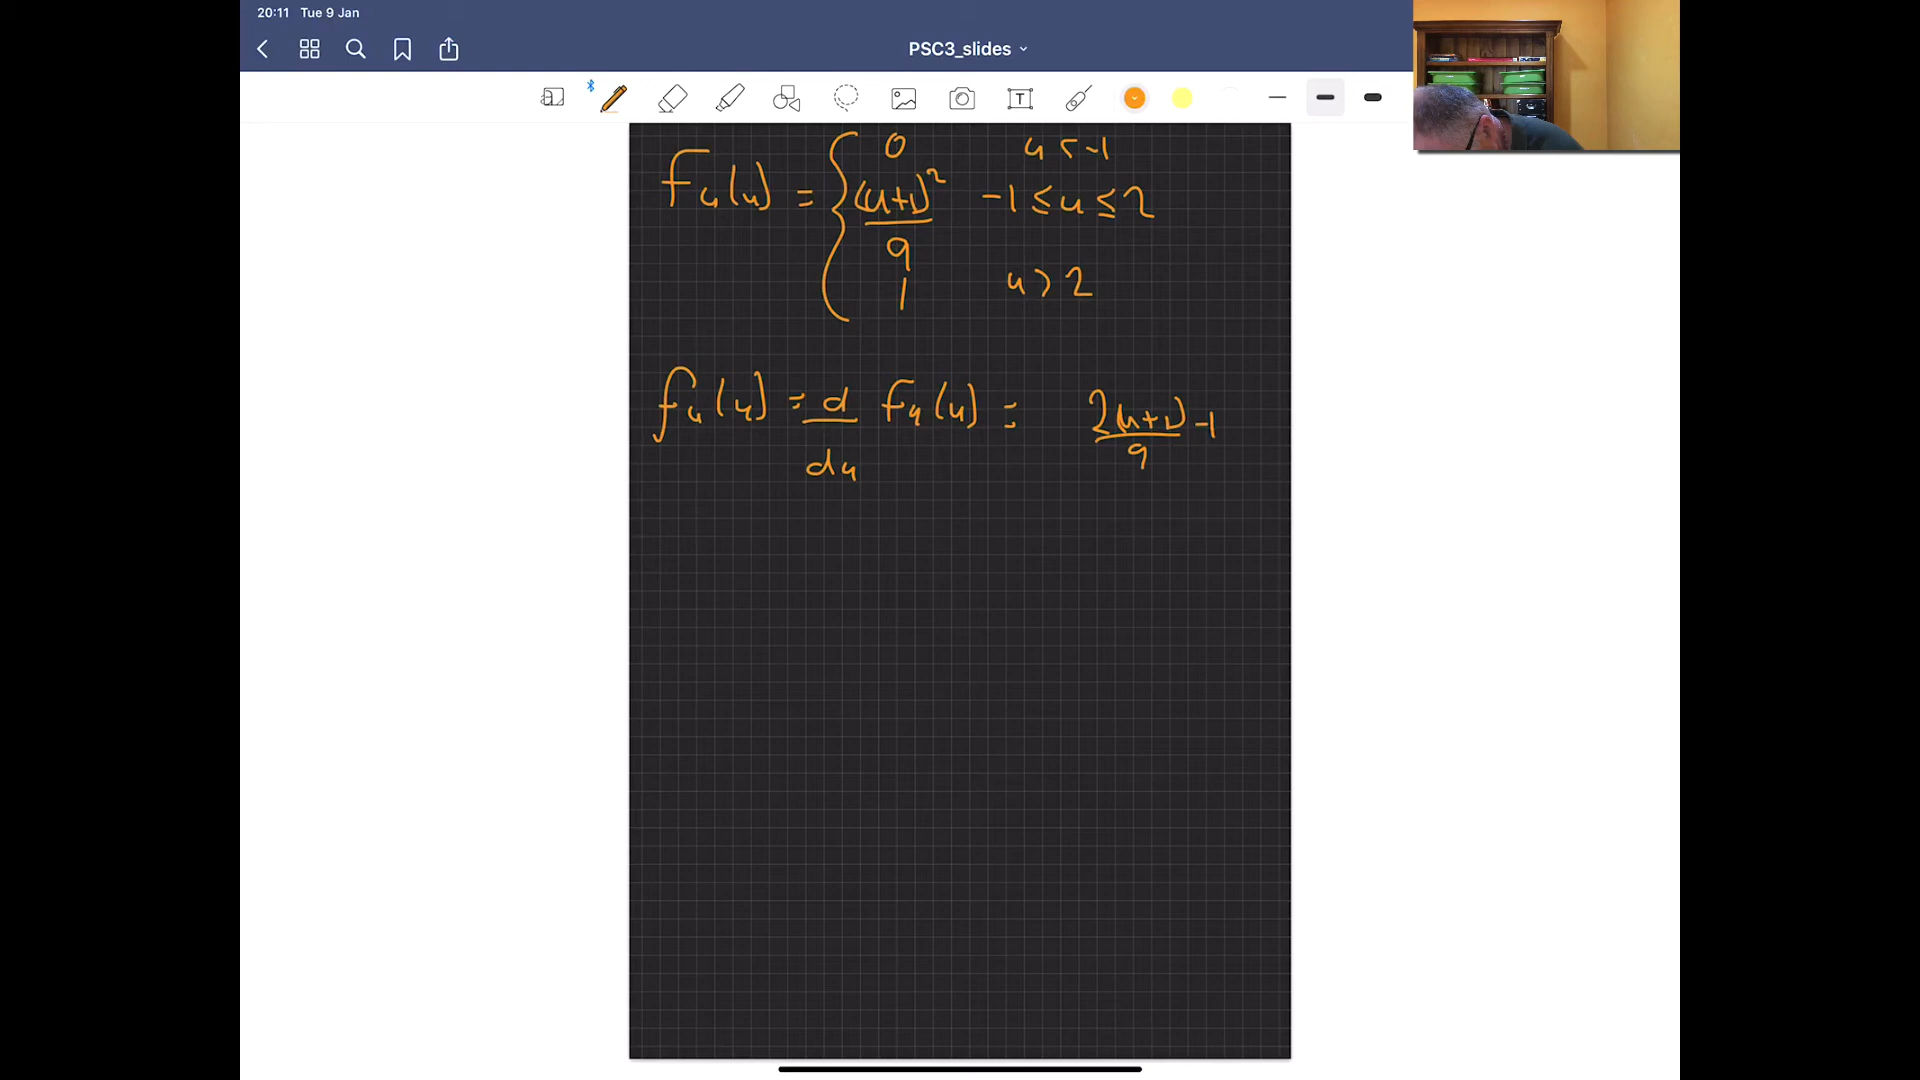 20:11 Tue 9 Jan
PSC3_slides
T
F_u(u) = { 0 u < -1
(u+1)^2 / 9 -1 ≤ u ≤ 2
1 u > 2
f_u(u) = d/du F_u(u) = 2(u+1)/9 -1